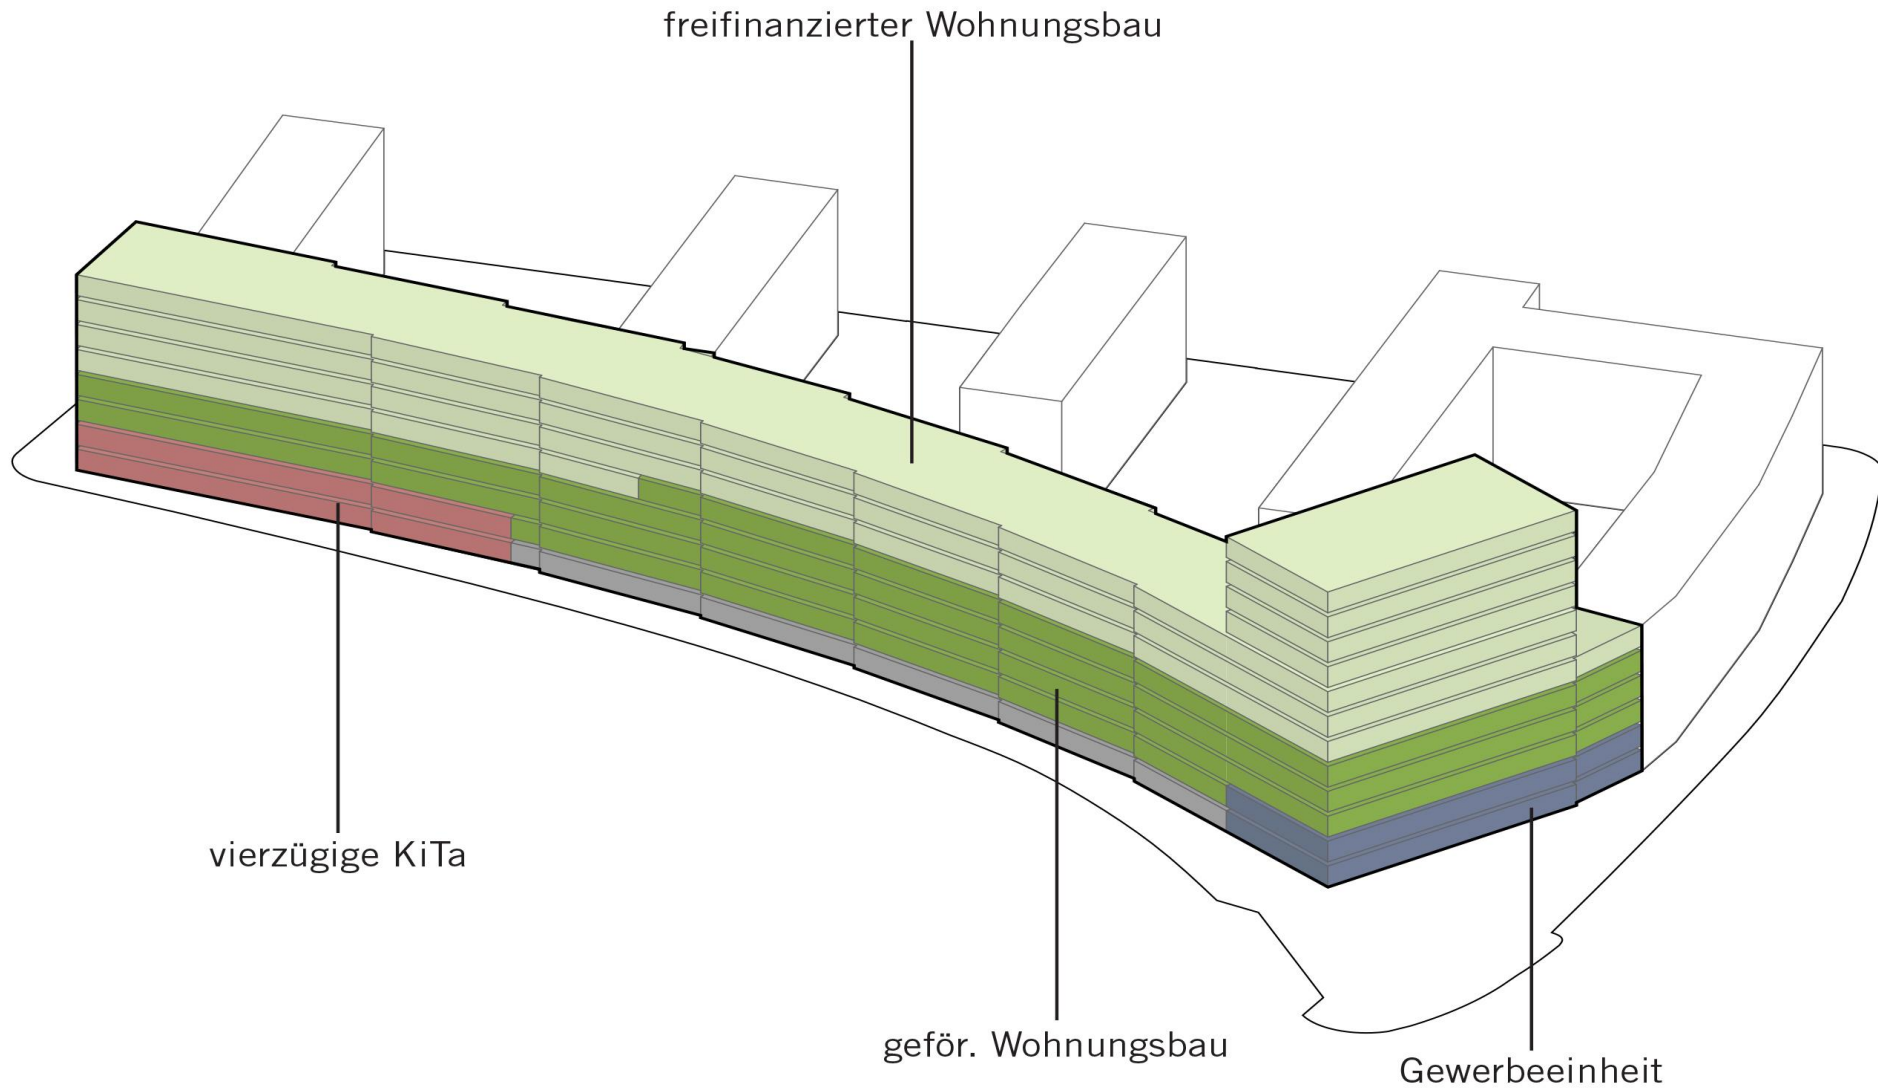 freifinanzierter Wohnungsbau
vierzügige KiTa
geför. Wohnungsbau
Gewerbeeinheit